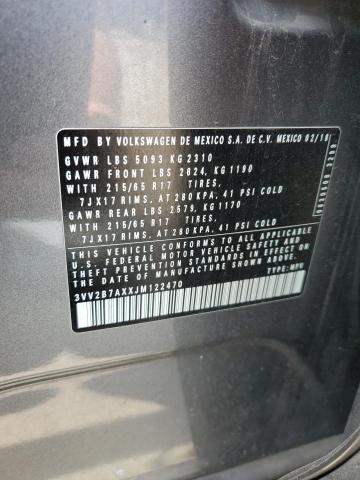 MFD BY VOLKSWAGEN DE MEXICO S.A. DE C.V. MEXICO 02/18
GVWR LBS 5093 KG 2310
GAWR FRONT LBS 2624, KG 1190
WITH 215/65 R17 TIRES,
7JX17 RIMS, AT 280 KPA, 41 PSI COLD
GAWR REAR LBS 2579, KG 1170
WITH 215/65 R17 TIRES,
7JX17 RIMS, AT 280 KPA, 41 PSI COLD
THIS VEHICLE CONFORMS TO ALL APPLICABLE
U.S. FEDERAL MOTOR VEHICLE SAFETY
STANDARDS IN EFFECT ON THE DATE OF
MANUFACTURE SHOWN ABOVE
3VV2B7AXXJM122470 TYPE: MPV